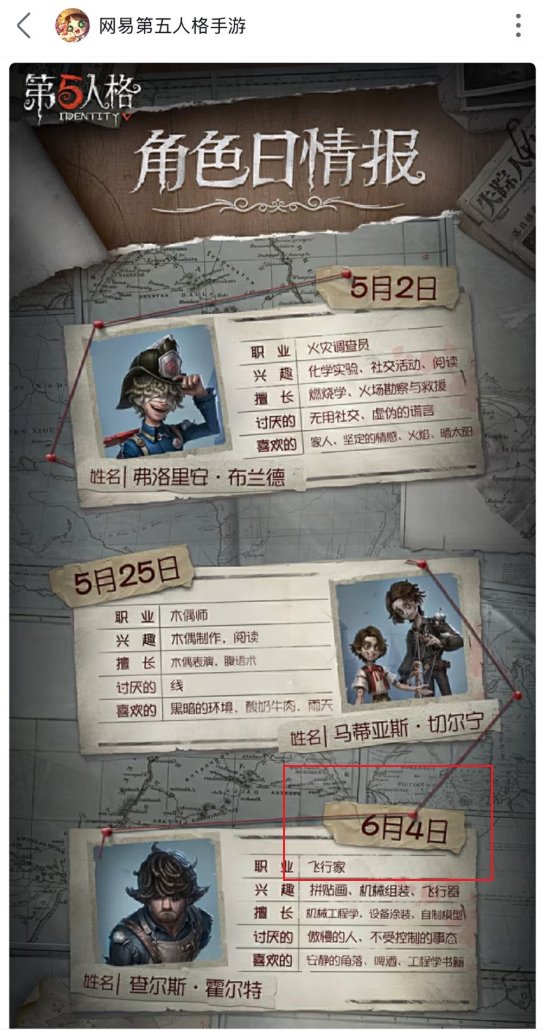 网易第五人格手游
第5人格
IDENTITY V
失踪人
角色日情报
5月2日
职业 火灾调查员
兴趣 化学实验、社交活动、阅读
擅长 燃烧学、火场勘察与救援
讨厌的 无用社交、虚伪的谎言
喜欢的 家人、坚定的情感、火焰、晒太阳
姓名 弗洛里安·布兰德
5月25日
职业 木偶师
兴趣 木偶制作，阅读
擅长 木偶表演，腹语术
讨厌的 线
喜欢的 黑暗的环境，酸奶牛肉，雨天
姓名 马蒂亚斯·切尔宁
6月4日
职业 飞行家
兴趣 拼贴画、机械组装、飞行器
擅长 机械工程学、设备涂装、自制模型
讨厌的 傲慢的人、不受控制的事态
喜欢的 安静的角落、啤酒、工程学书籍
姓名 查尔斯·霍尔特